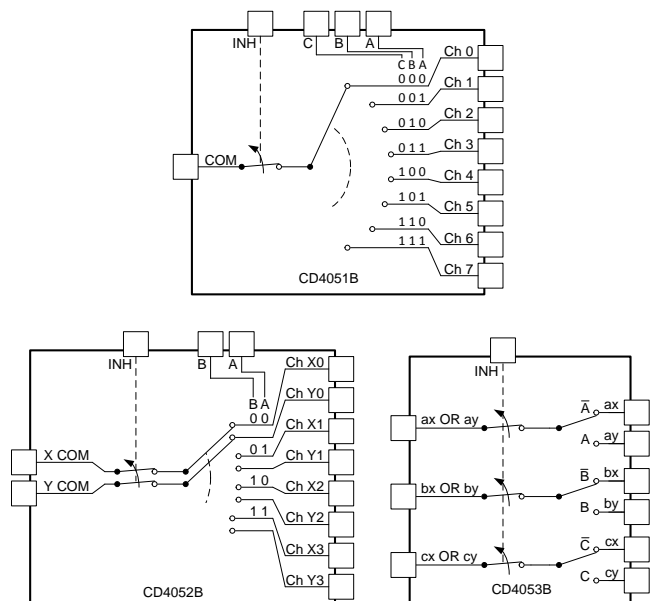 INH
C
B
A
C B A
Ch 0
0 0 0
Ch 1
0 0 1
Ch 2
0 1 0
Ch 3
0 1 1
COM
Ch 4
1 0 0
Ch 5
1 0 1
Ch 6
1 1 0
Ch 7
1 1 1
CD4051B
INH
B
A
B A
Ch X0
0 0
Ch Y0
Ch X1
0 1
Ch Y1
X COM
Y COM
1 0
Ch X2
Ch Y2
1 1
Ch X3
Ch Y3
CD4052B
INH
ax OR ay
A̅ ax
A ay
bx OR by
B̅ bx
B by
cx OR cy
C̅ cx
C cy
CD4053B